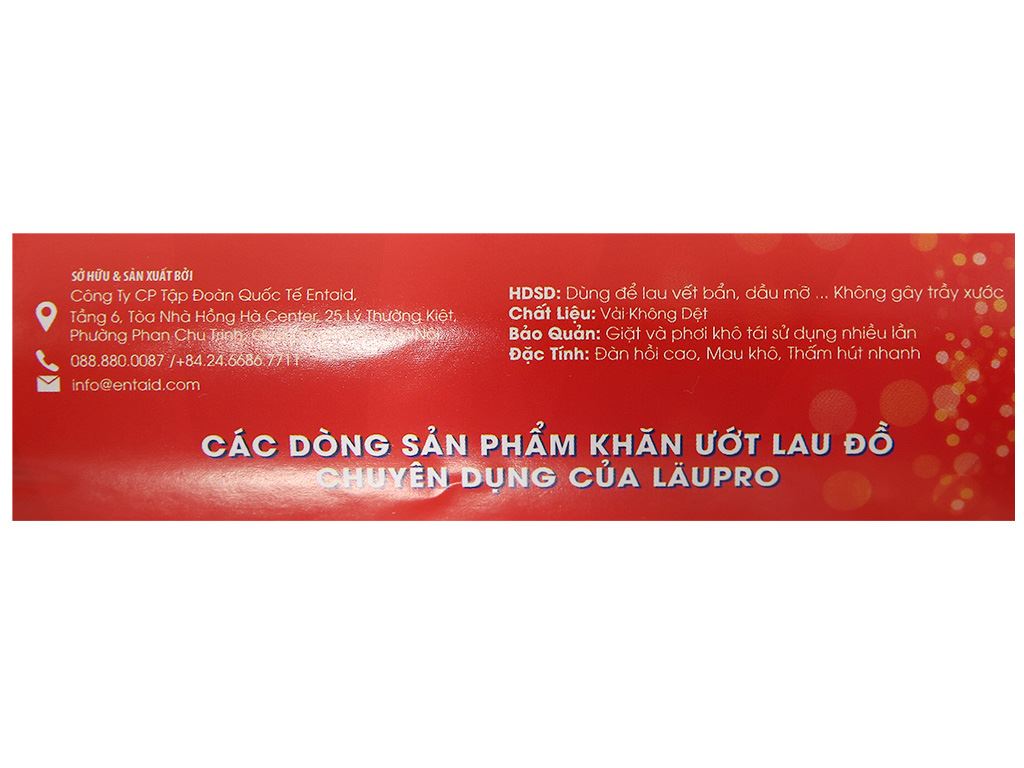 SỞ HỮU & SẢN XUẤT BỞI
Công Ty CP Tập Đoàn Quốc Tế Entaid,
Tầng 6, Tòa Nhà Hồng Hà Center, 25 Lý Thường Kiệt,
Phường Phan Chu Trinh,
088.880.0087 /+84.24.6686.7711
info@entaid.com
HDSD: Dùng để lau vết bẩn, dầu mỡ ... Không gây trầy xước
Chất Liệu: Vải Không Dệt
Bảo Quản: Giặt và phơi khô tái sử dụng nhiều lần
Đặc Tính: Đàn hồi cao, Mau khô, Thấm hút nhanh
CÁC DÒNG SẢN PHẨM KHĂN ƯỚT LAU ĐỒ
CHUYÊN DỤNG CỦA LÄUPRO